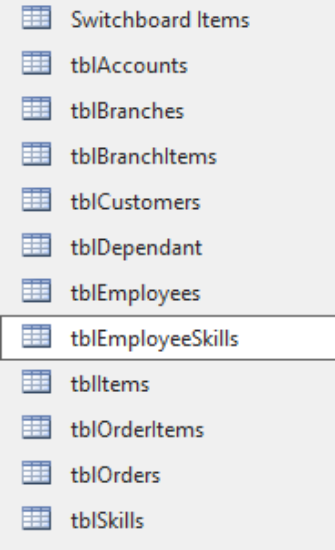 Switchboard Items
tblAccounts
tblBranches
tblBranchItems
tblCustomers
tblDependant
tblEmployees
tblEmployeeSkills
tblItems
tblOrderItems
tblOrders
tblSkills